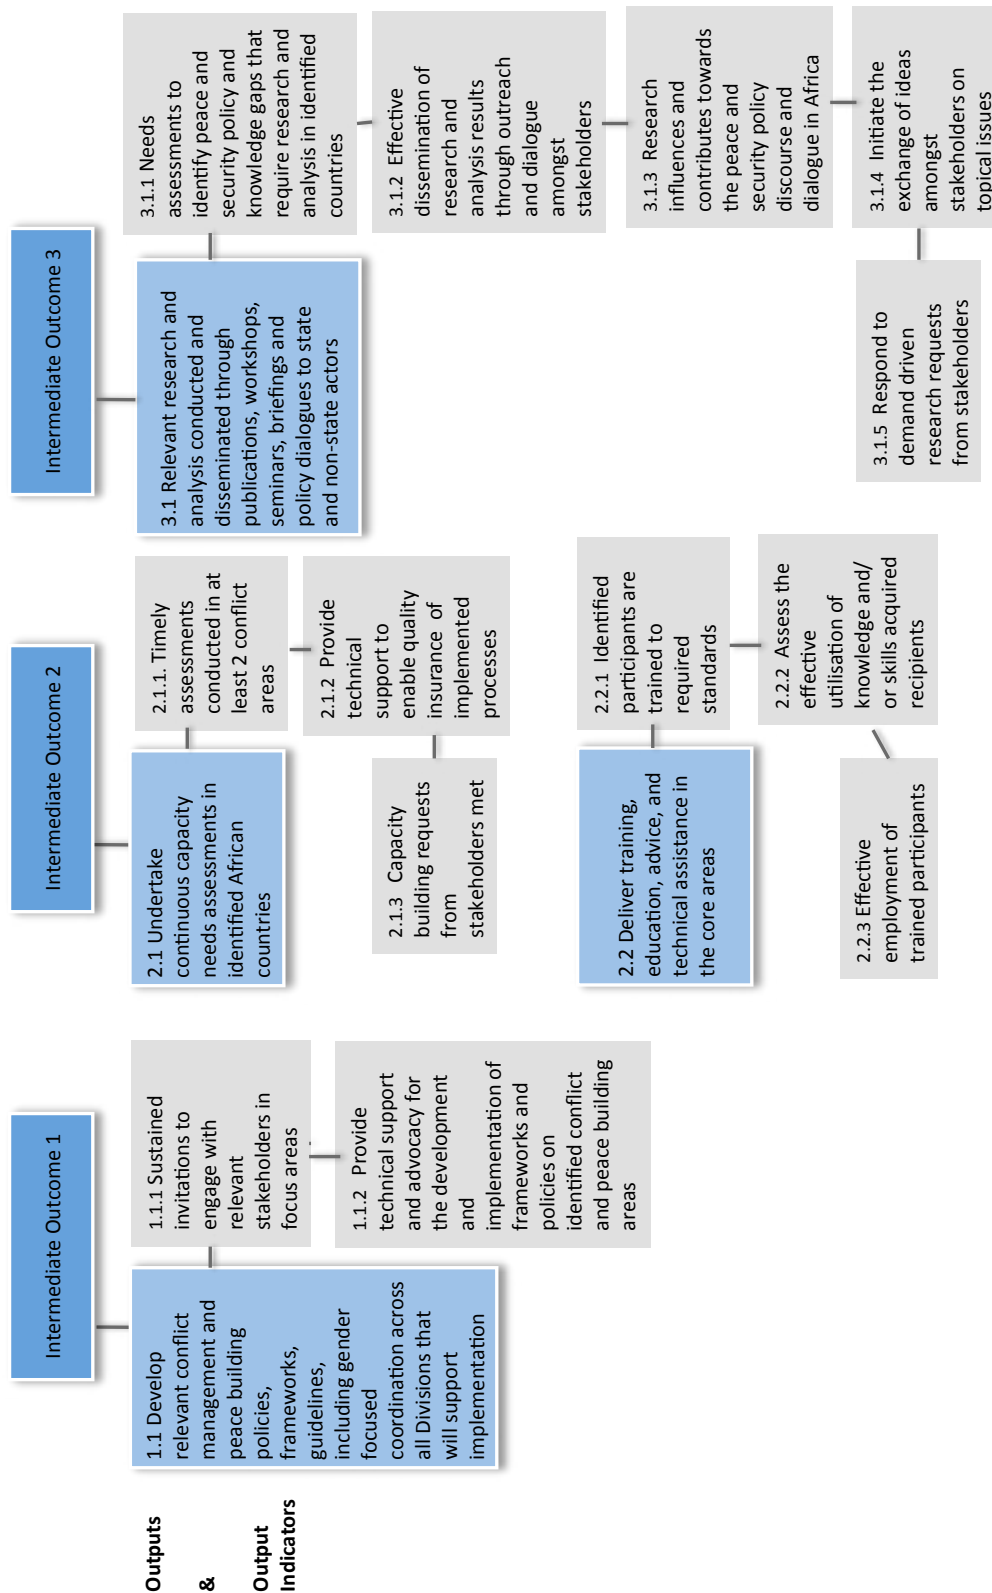 Outputs
&
Output
Indicators
Intermediate Outcome 1
1.1 Develop
relevant conflict
management and
peace building
policies,
frameworks,
guidelines,
including gender
focused
coordination across
all Divisions that
will support
implementation
1.1.1 Sustained
invitations to
engage with
relevant
stakeholders in
focus areas
1.1.2 Provide
technical support
and advocacy for
the development
and
implementation of
frameworks and
policies on
identified conflict
and peace building
areas
Intermediate Outcome 2
2.1 Undertake
continuous capacity
needs assessments in
identified African
countries
2.1.1. Timely
assessments
conducted in at
least 2 conflict
areas
2.1.2 Provide
technical
support to
enable quality
insurance of
implemented
processes
2.1.3 Capacity
building requests
from
stakeholders met
2.2 Deliver training,
education, advice, and
technical assistance in
the core areas
2.2.1 Identified
participants are
trained to
required
standards
2.2.2 Assess the
effective
utilisation of
knowledge and/
or skills acquired
recipients
2.2.3 Effective
employment of
trained participants
Intermediate Outcome 3
3.1 Relevant research and
analysis conducted and
disseminated through
publications, workshops,
seminars, briefings and
policy dialogues to state
and non-state actors
3.1.1 Needs
assessments to
identify peace and
security policy and
knowledge gaps that
require research and
analysis in identified
countries
3.1.2 Effective
dissemination of
research and
analysis results
through outreach
and dialogue
amongst
stakeholders
3.1.3 Research
influences and
contributes towards
the peace and
security policy
discourse and
dialogue in Africa
3.1.4 Initiate the
exchange of ideas
amongst
stakeholders on
topical issues
3.1.5 Respond to
demand driven
research requests
from stakeholders